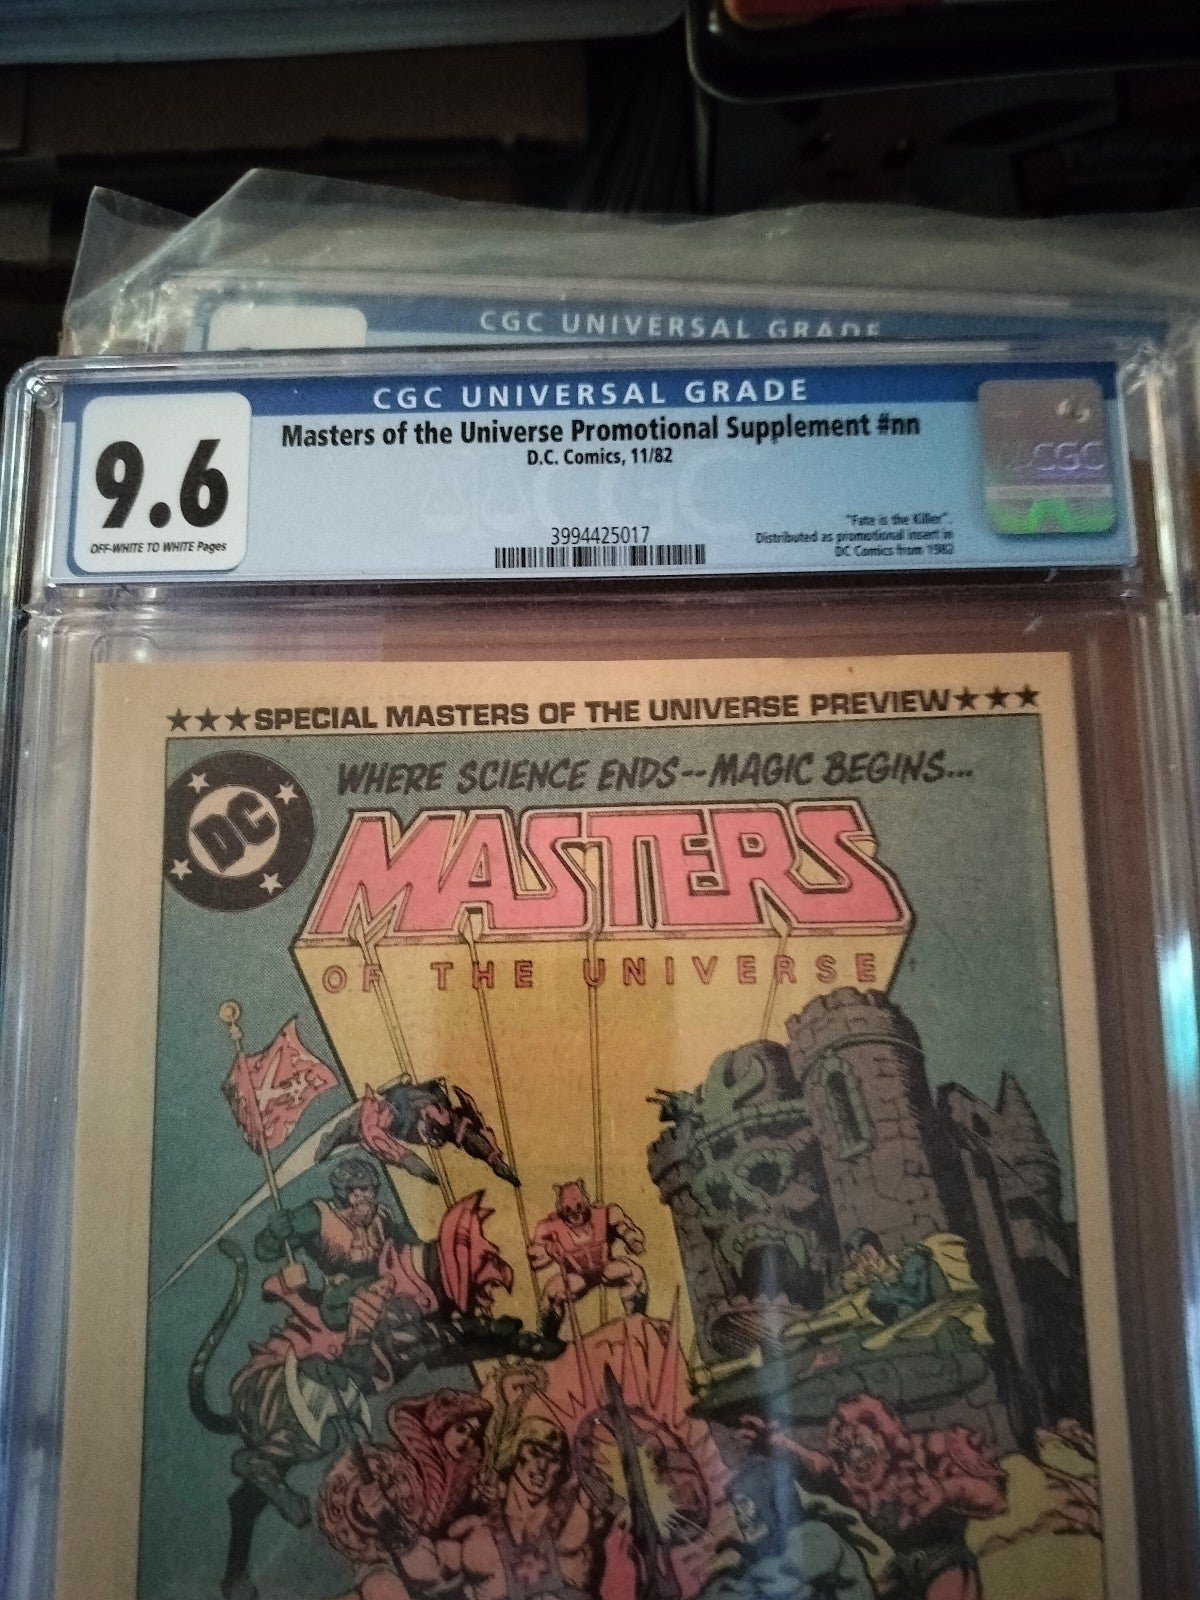 CGC UNIVERSAL GRADE
CGC UNIVERSAL GRADE
9.6
OFF-WHITE TO WHITE Pages
Masters of the Universe Promotional Supplement #nn
D.C. Comics, 11/82
3994425017
"Fate is the Killer".
Distributed as promotional insert in
DC Comics from 1982
CGC
CGC
★★★SPECIAL MASTERS OF THE UNIVERSE PREVIEW★★★
WHERE SCIENCE ENDS--MAGIC BEGINS...
DC
MASTERS
OF THE UNIVERSE